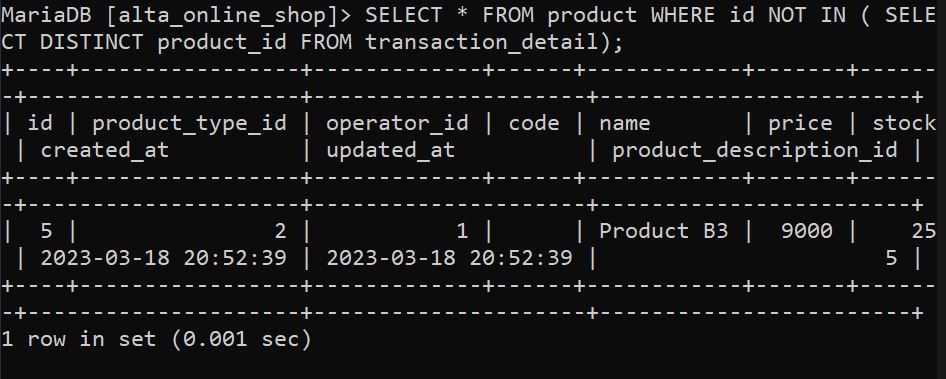 MariaDB [alta_online_shop]> SELECT * FROM product WHERE id NOT IN ( SELE
CT DISTINCT product_id FROM transaction_detail);
+----+-----------------+-------------+------+------------+-------+------
-+---------------------+---------------------+------------------------+
| id | product_type_id | operator_id | code | name       | price | stock
 | created_at          | updated_at          | product_description_id |
+----+-----------------+-------------+------+------------+-------+------
-+---------------------+---------------------+------------------------+
|  5 |               2 |           1 |      | Product B3 |  9000 |    25
 | 2023-03-18 20:52:39 | 2023-03-18 20:52:39 |                      5 |
+----+-----------------+-------------+------+------------+-------+------
-+---------------------+---------------------+------------------------+
1 row in set (0.001 sec)